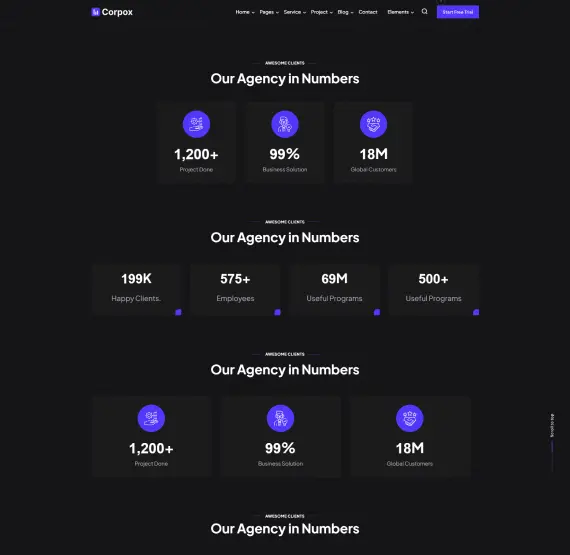 Corpox
Home Pages Service Project Blog Contact Elements Start Free Trial
AWESOME CLIENTS
Our Agency in Numbers
1,200+ 99% 18M
Project Done Business Solution Global Customers
AWESOME CLIENTS
Our Agency in Numbers
199K 575+ 69M 500+
Happy Clients. Employees Useful Programs Useful Programs
AWESOME CLIENTS
Our Agency in Numbers
1,200+ 99% 18M
Project Done Business Solution Global Customers
Scroll to top
AWESOME CLIENTS
Our Agency in Numbers